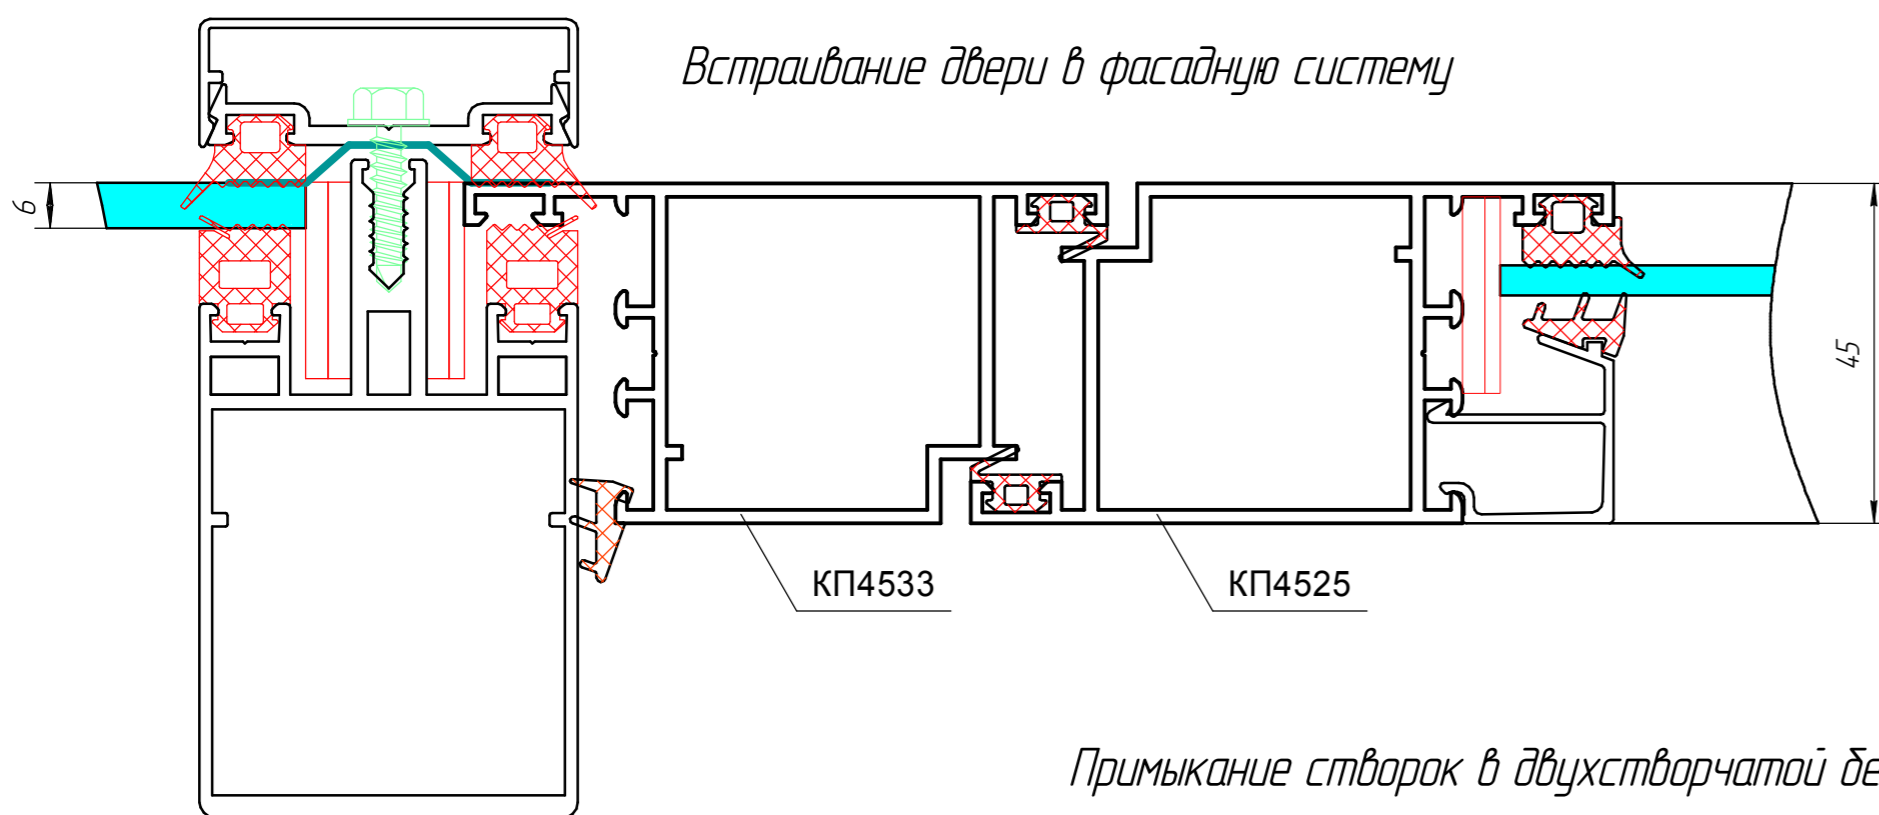 Встраивание двери в фасадную систему
6
45
КП4533
КП4525
Примыкание створок в двухстворчатой